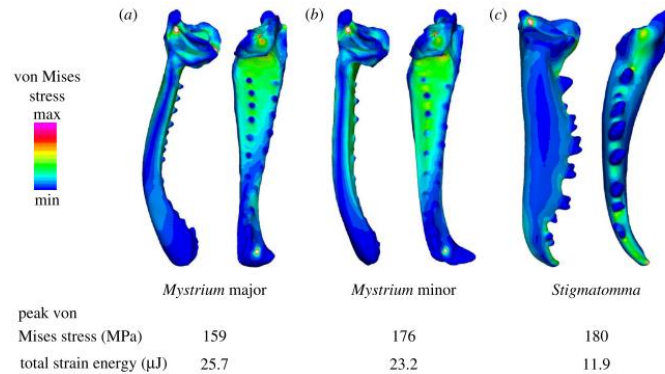 (a) (b) (c)
von Mises
stress
max
min
Mystrium major Mystrium minor Stigmatomma
peak von
Mises stress (MPa) 159 176 180
total strain energy (µJ) 25.7 23.2 11.9